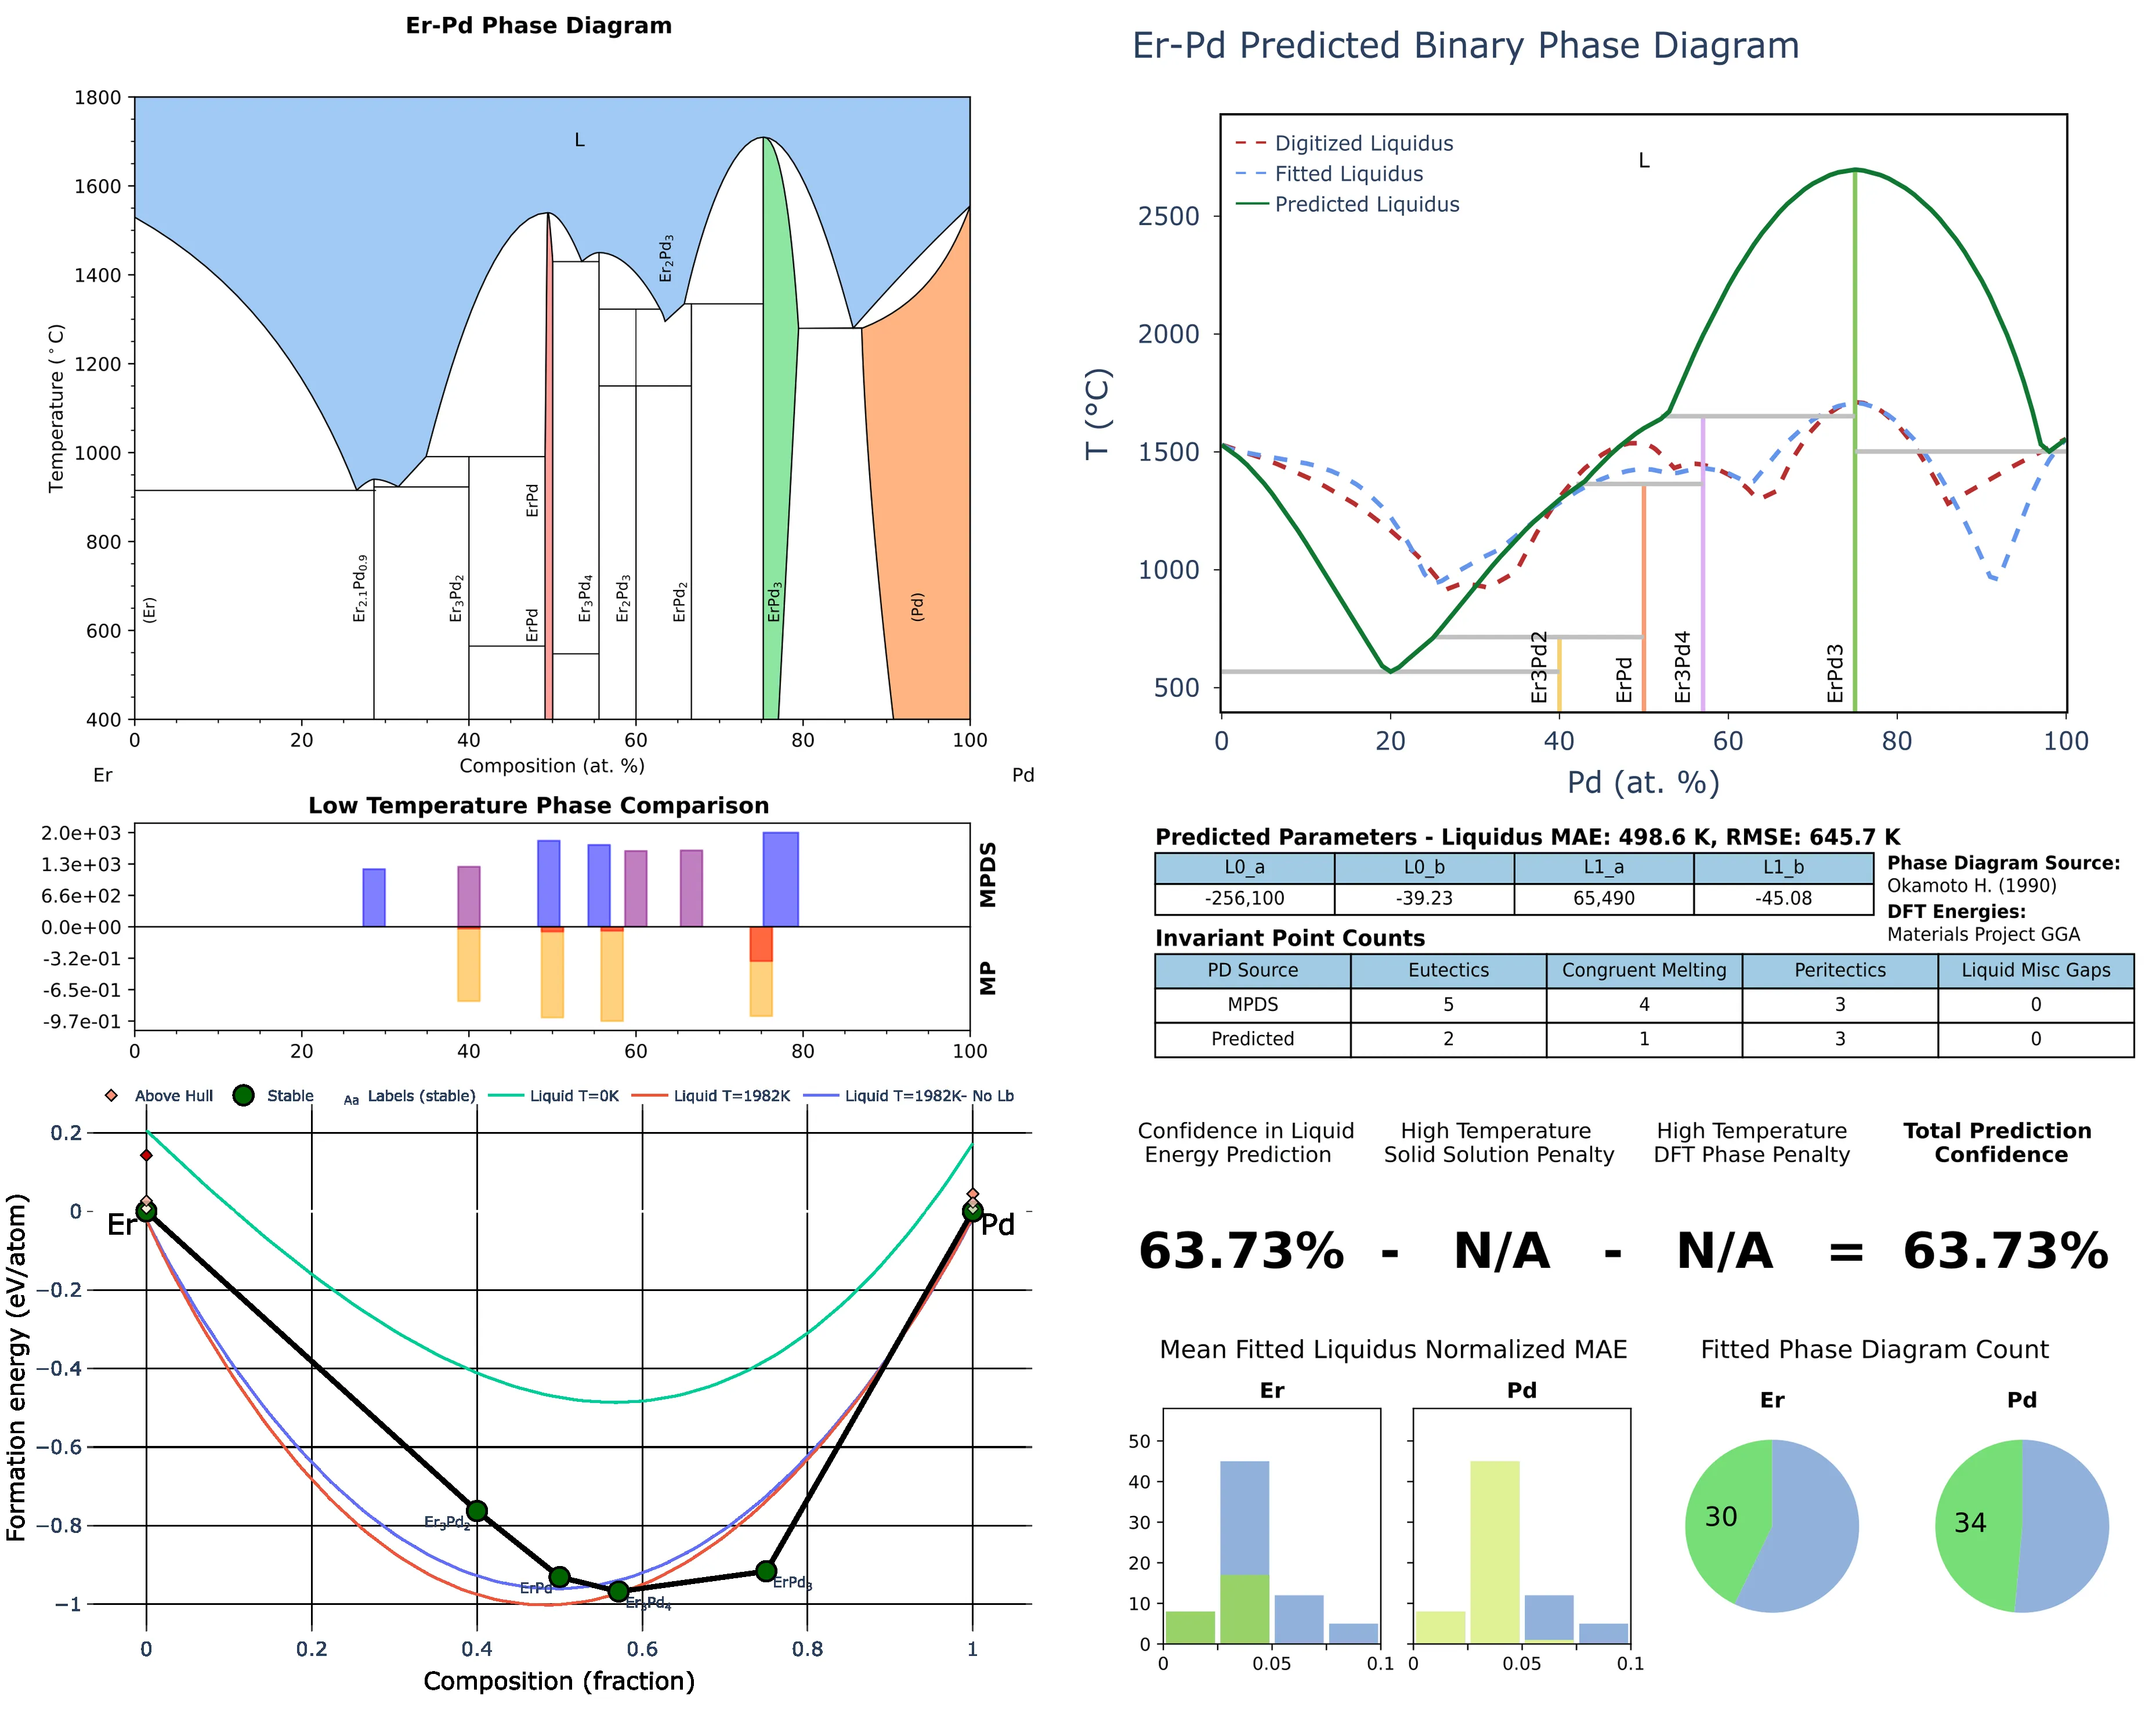 Er-Pd Phase Diagram
1800
1600
1400
1200
1000
800
600
400
Temperature (°C)
L
(Er)
Er2.1Pd0.9
Er3Pd2
ErPd
ErPd
Er3Pd4
Er2Pd3
Er2Pd3
ErPd2
ErPd3
(Pd)
0 20 40 60 80 100
Composition (at. %)
Er Pd
Low Temperature Phase Comparison
2.0e+03
1.3e+03
6.6e+02
0.0e+00
-3.2e-01
-6.5e-01
-9.7e-01
MPDS
MP
0 20 40 60 80 100
Above Hull Stable Aa Labels (stable) Liquid T=0K Liquid T=1982K Liquid T=1982K- No Lb
0.2
0
−0.2
−0.4
−0.6
−0.8
−1
Formation energy (eV/atom)
Er
Pd
Er3Pd2
ErPd
Er3Pd4
ErPd3
0 0.2 0.4 0.6 0.8 1
Composition (fraction)
Er-Pd Predicted Binary Phase Diagram
Digitized Liquidus
Fitted Liquidus
Predicted Liquidus
L
2500
2000
1500
1000
500
T (°C)
Er3Pd2
ErPd
Er3Pd4
ErPd3
0 20 40 60 80 100
Pd (at. %)
Predicted Parameters - Liquidus MAE: 498.6 K, RMSE: 645.7 K
L0_a L0_b L1_a L1_b
-256,100 -39.23 65,490 -45.08
Phase Diagram Source:
Okamoto H. (1990)
DFT Energies:
Materials Project GGA
Invariant Point Counts
PD Source Eutectics Congruent Melting Peritectics Liquid Misc Gaps
MPDS 5 4 3 0
Predicted 2 1 3 0
Confidence in Liquid
Energy Prediction
High Temperature
Solid Solution Penalty
High Temperature
DFT Phase Penalty
Total Prediction
Confidence
63.73% - N/A - N/A = 63.73%
Mean Fitted Liquidus Normalized MAE
Er Pd
50
40
30
20
10
0
0 0.05 0.1
0 0.05 0.1
Fitted Phase Diagram Count
Er Pd
30
34